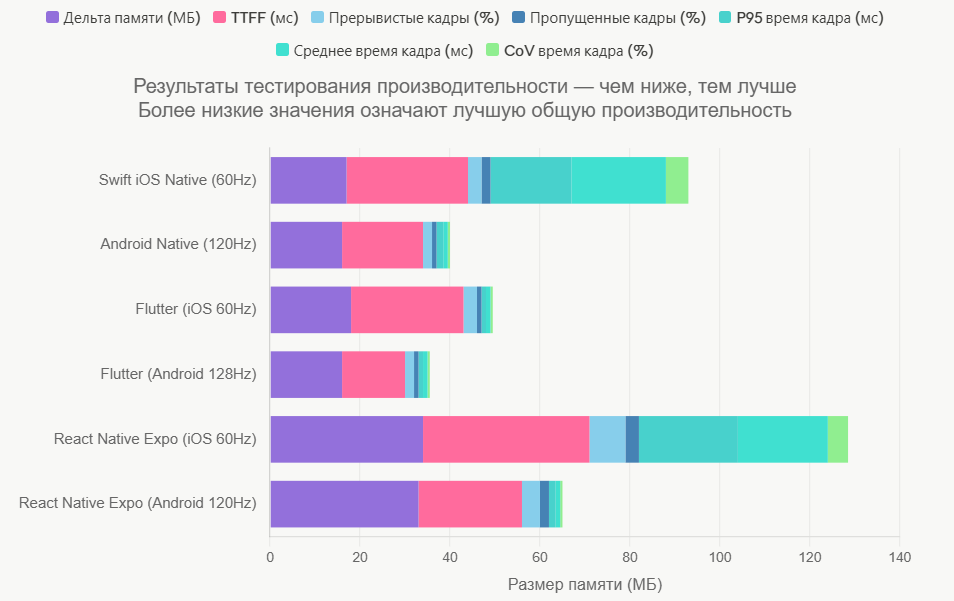 Дельта памяти (МБ) TTFF (мс) Прерывистые кадры (%) Пропущенные кадры (%) P95 время кадра (мс)
Среднее время кадра (мс) CoV время кадра (%)
Результаты тестирования производительности — чем ниже, тем лучше
Более низкие значения означают лучшую общую производительность
Swift iOS Native (60Hz)
Android Native (120Hz)
Flutter (iOS 60Hz)
Flutter (Android 128Hz)
React Native Expo (iOS 60Hz)
React Native Expo (Android 120Hz)
0 20 40 60 80 100 120 140
Размер памяти (МБ)